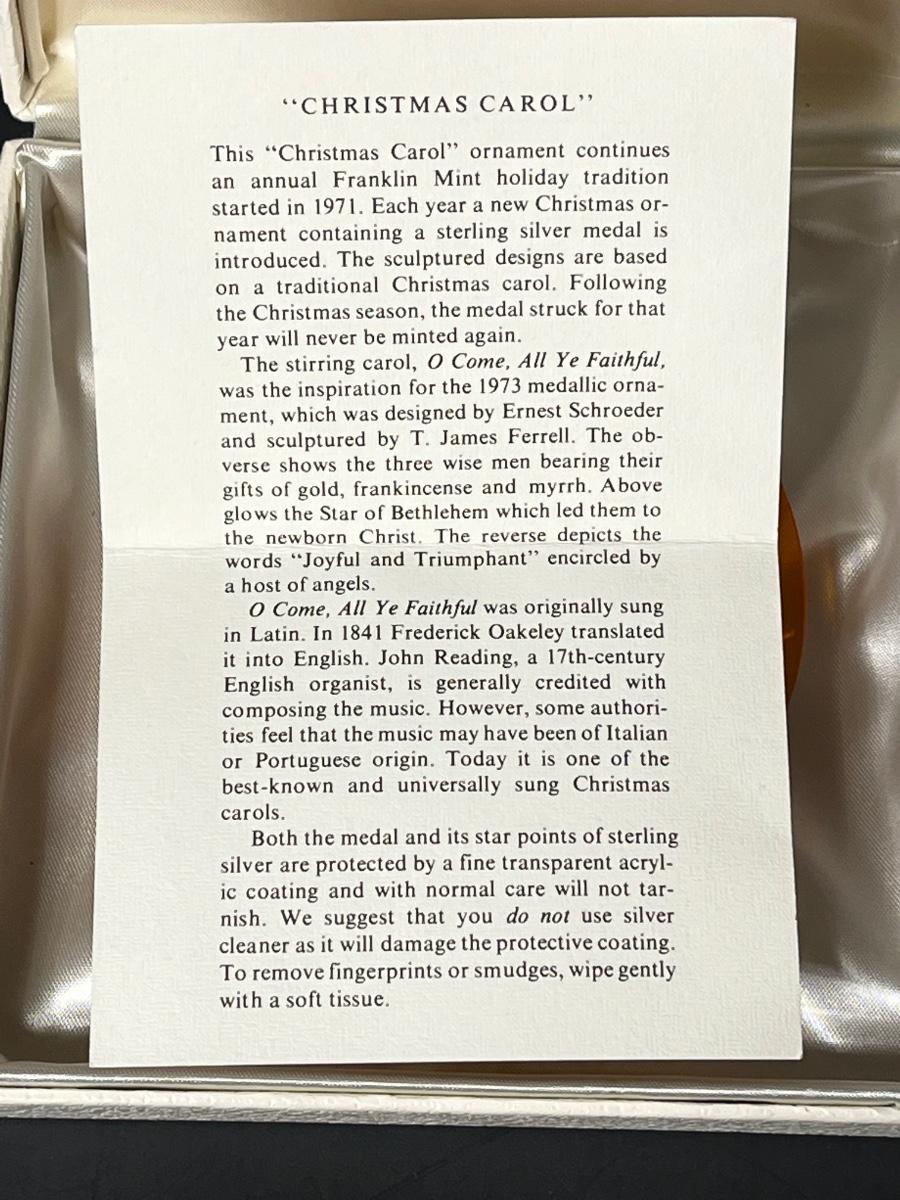 “CHRISTMAS CAROL”
This “Christmas Carol” ornament continues
an annual Franklin Mint holiday tradition
started in 1971. Each year a new Christmas or-
nament containing a sterling silver medal is
introduced. The sculptured designs are based
on a traditional Christmas carol. Following
the Christmas season, the medal struck for that
year will never be minted again.
The stirring carol, O Come, All Ye Faithful,
was the inspiration for the 1973 medallic orna-
ment, which was designed by Ernest Schroeder
and sculptured by T. James Ferrell. The ob-
verse shows the three wise men bearing their
gifts of gold, frankincense and myrrh. Above
glows the Star of Bethlehem which led them to
the newborn Christ. The reverse depicts the
words “Joyful and Triumphant” encircled by
a host of angels.
O Come, All Ye Faithful was originally sung
in Latin. In 1841 Frederick Oakeley translated
it into English. John Reading, a 17th-century
English organist, is generally credited with
composing the music. However, some authori-
ties feel that the music may have been of Italian
or Portuguese origin. Today it is one of the
best-known and universally sung Christmas
carols.
Both the medal and its star points of sterling
silver are protected by a fine transparent acryl-
ic coating and with normal care will not tar-
nish. We suggest that you do not use silver
cleaner as it will damage the protective coating.
To remove fingerprints or smudges, wipe gently
with a soft tissue.